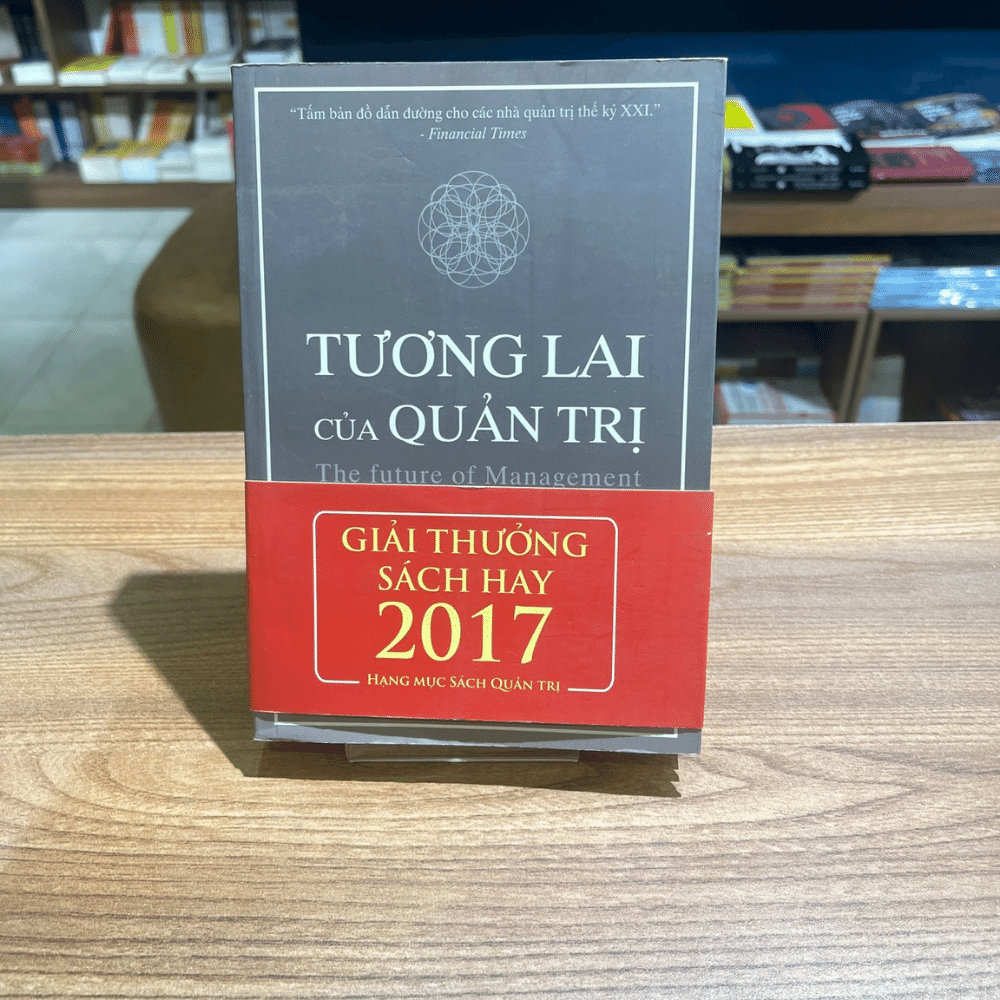 “Tấm bản đồ dẫn đường cho các nhà quản trị thế kỷ XXI.”
- Financial Times
TƯƠNG LAI
CỦA QUẢN TRỊ
The future of Management
GIẢI THƯỞNG
SÁCH HAY
2017
HẠNG MỤC SÁCH QUẢN TRỊ